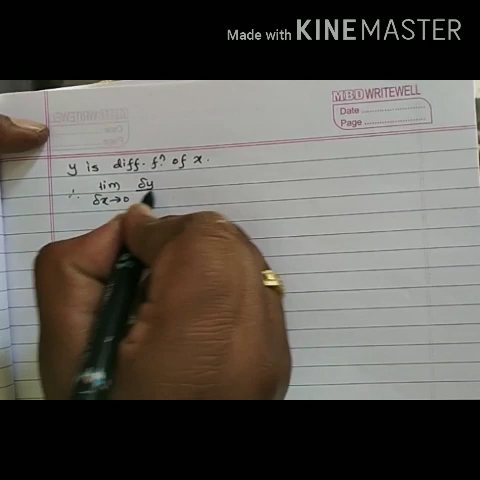 Made with KINEMASTER
MBD WRITEWELL
Date
Page
y is diff. fⁿ. of x.
∴ lim δy
δx→0